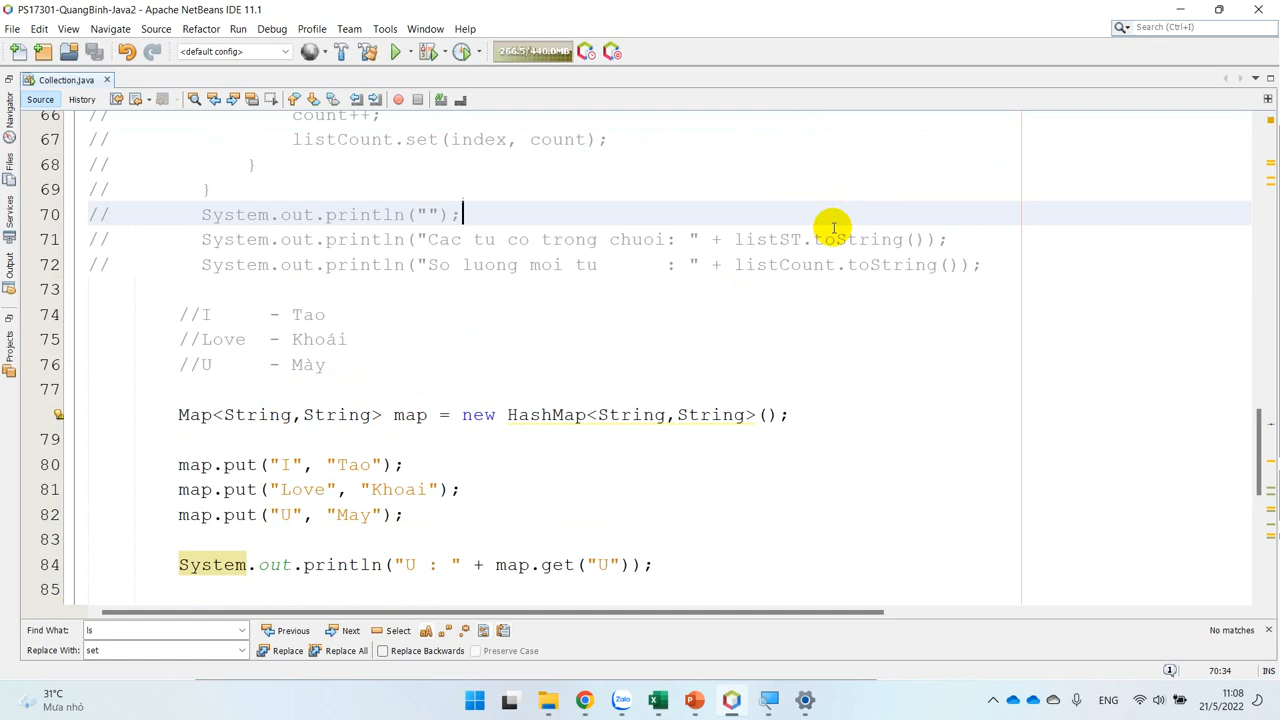 PS17301-QuangBinh-Java2 - Apache NetBeans IDE 11.1
File Edit View Navigate Source Refactor Run Debug Profile Team Tools Window Help
Search (Ctrl+I)
<default config>
266.5/440.0MB
Collection.java
Source History
Navigator
Files
Services
Output
Projects
66 // count++;
67 // listCount.set(index, count);
68 // }
69 // }
70 // System.out.println("");
71 // System.out.println("Cac tu co trong chuoi: " + listST.toString());
72 // System.out.println("So luong moi tu : " + listCount.toString());
73
74 //I - Tao
75 //Love - Khoái
76 //U - Mày
77
Map<String,String> map = new HashMap<String,String>();
79
80 map.put("I", "Tao");
81 map.put("Love", "Khoai");
82 map.put("U", "May");
83
84 System.out.println("U : " + map.get("U"));
85
Find What: ls Previous Next Select No matches
Replace With: set Replace Replace All Replace Backwards Preserve Case
1 70:34 INS
31°C
Mưa nhỏ
Zalo
ENG
11:08
21/5/2022